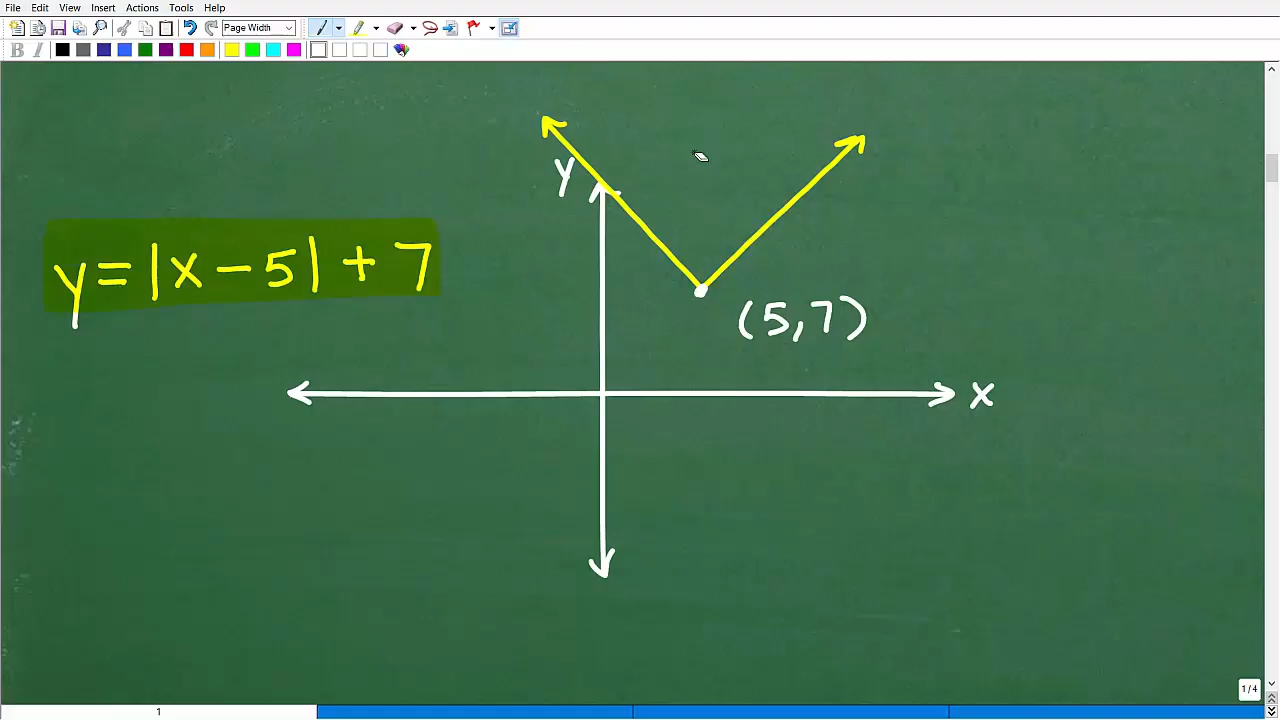 File Edit View Insert Actions Tools Help
Page Width
B I
y
y = |x - 5| + 7
(5,7)
x
1/4
1